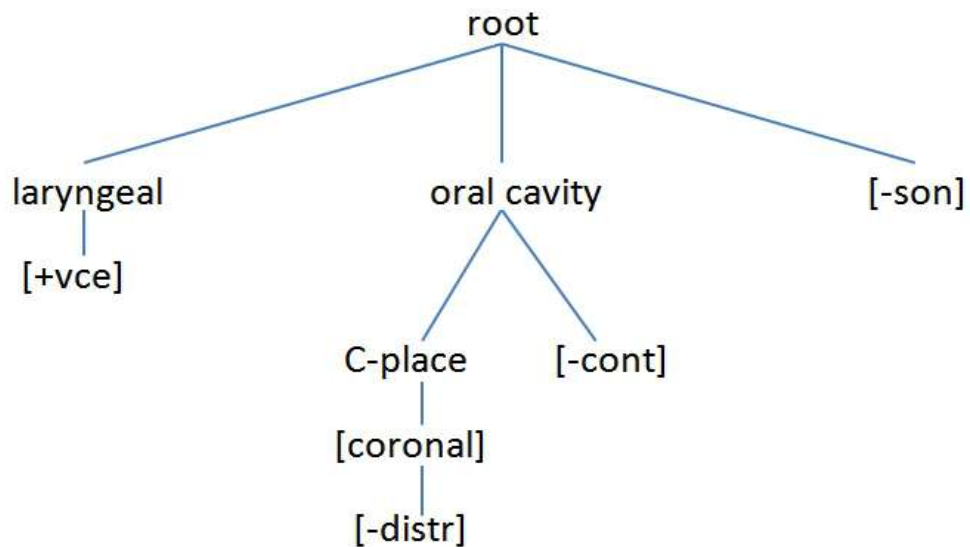 root
laryngeal oral cavity [-son]
[+vce]
C-place [-cont]
[coronal]
[-distr]